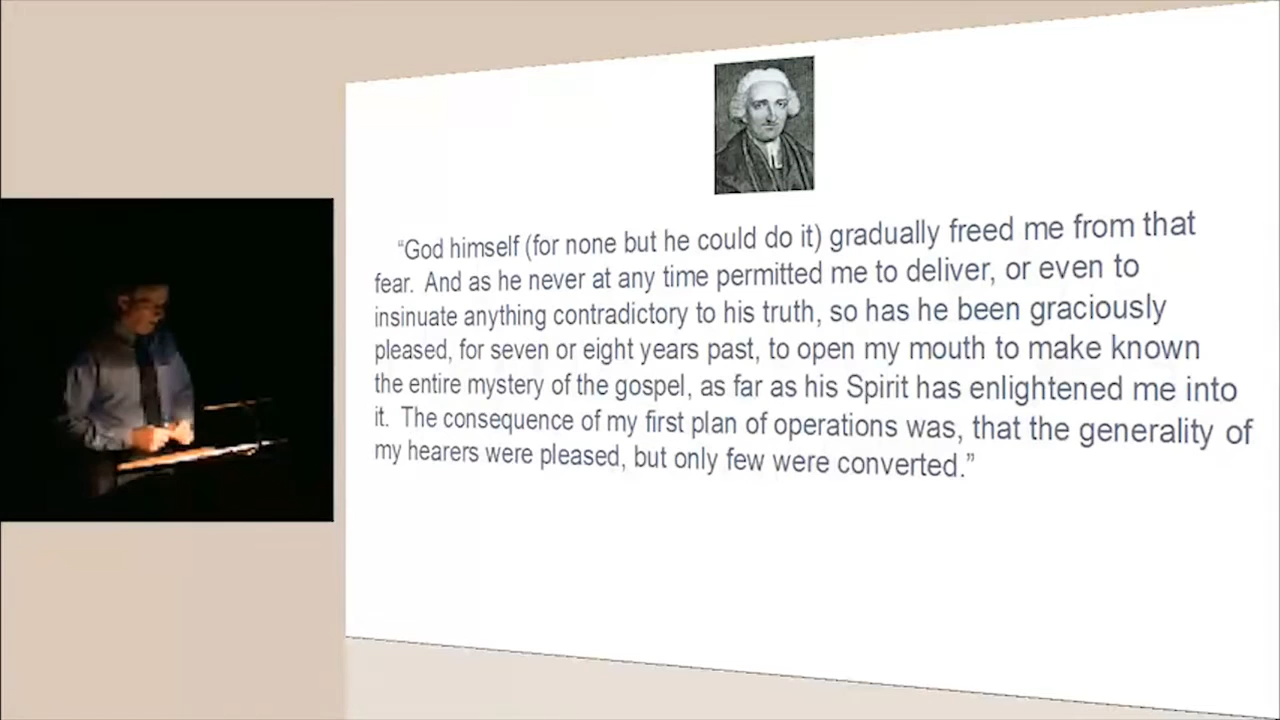 “God himself (for none but he could do it) gradually freed me from that
fear. And as he never at any time permitted me to deliver, or even to
insinuate anything contradictory to his truth, so has he been graciously
pleased, for seven or eight years past, to open my mouth to make known
the entire mystery of the gospel, as far as his Spirit has enlightened me into
it. The consequence of my first plan of operations was, that the generality of
my hearers were pleased, but only few were converted.”